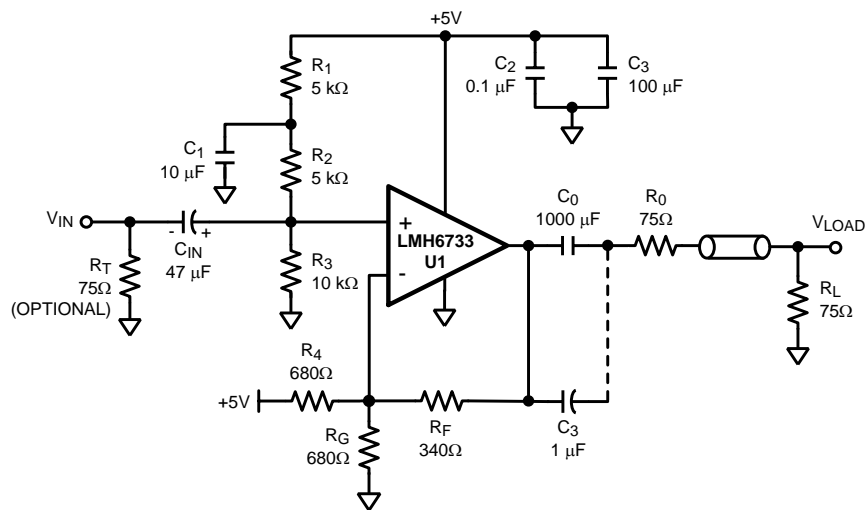 +5V
R1
5 kΩ
C2
0.1 μF
C3
100 μF
C1
10 μF
R2
5 kΩ
VIN
- +
CIN
47 μF
RT
75Ω
(OPTIONAL)
R3
10 kΩ
+
LMH6733
U1
-
C0
1000 μF
R0
75Ω
VLOAD
RL
75Ω
R4
680Ω
+5V
RG
680Ω
RF
340Ω
C3
1 μF